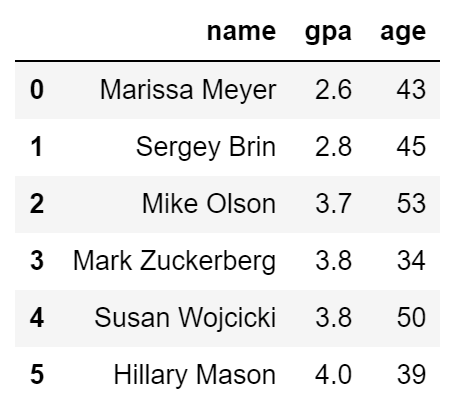 name gpa age
0 Marissa Meyer 2.6 43
1 Sergey Brin 2.8 45
2 Mike Olson 3.7 53
3 Mark Zuckerberg 3.8 34
4 Susan Wojcicki 3.8 50
5 Hillary Mason 4.0 39